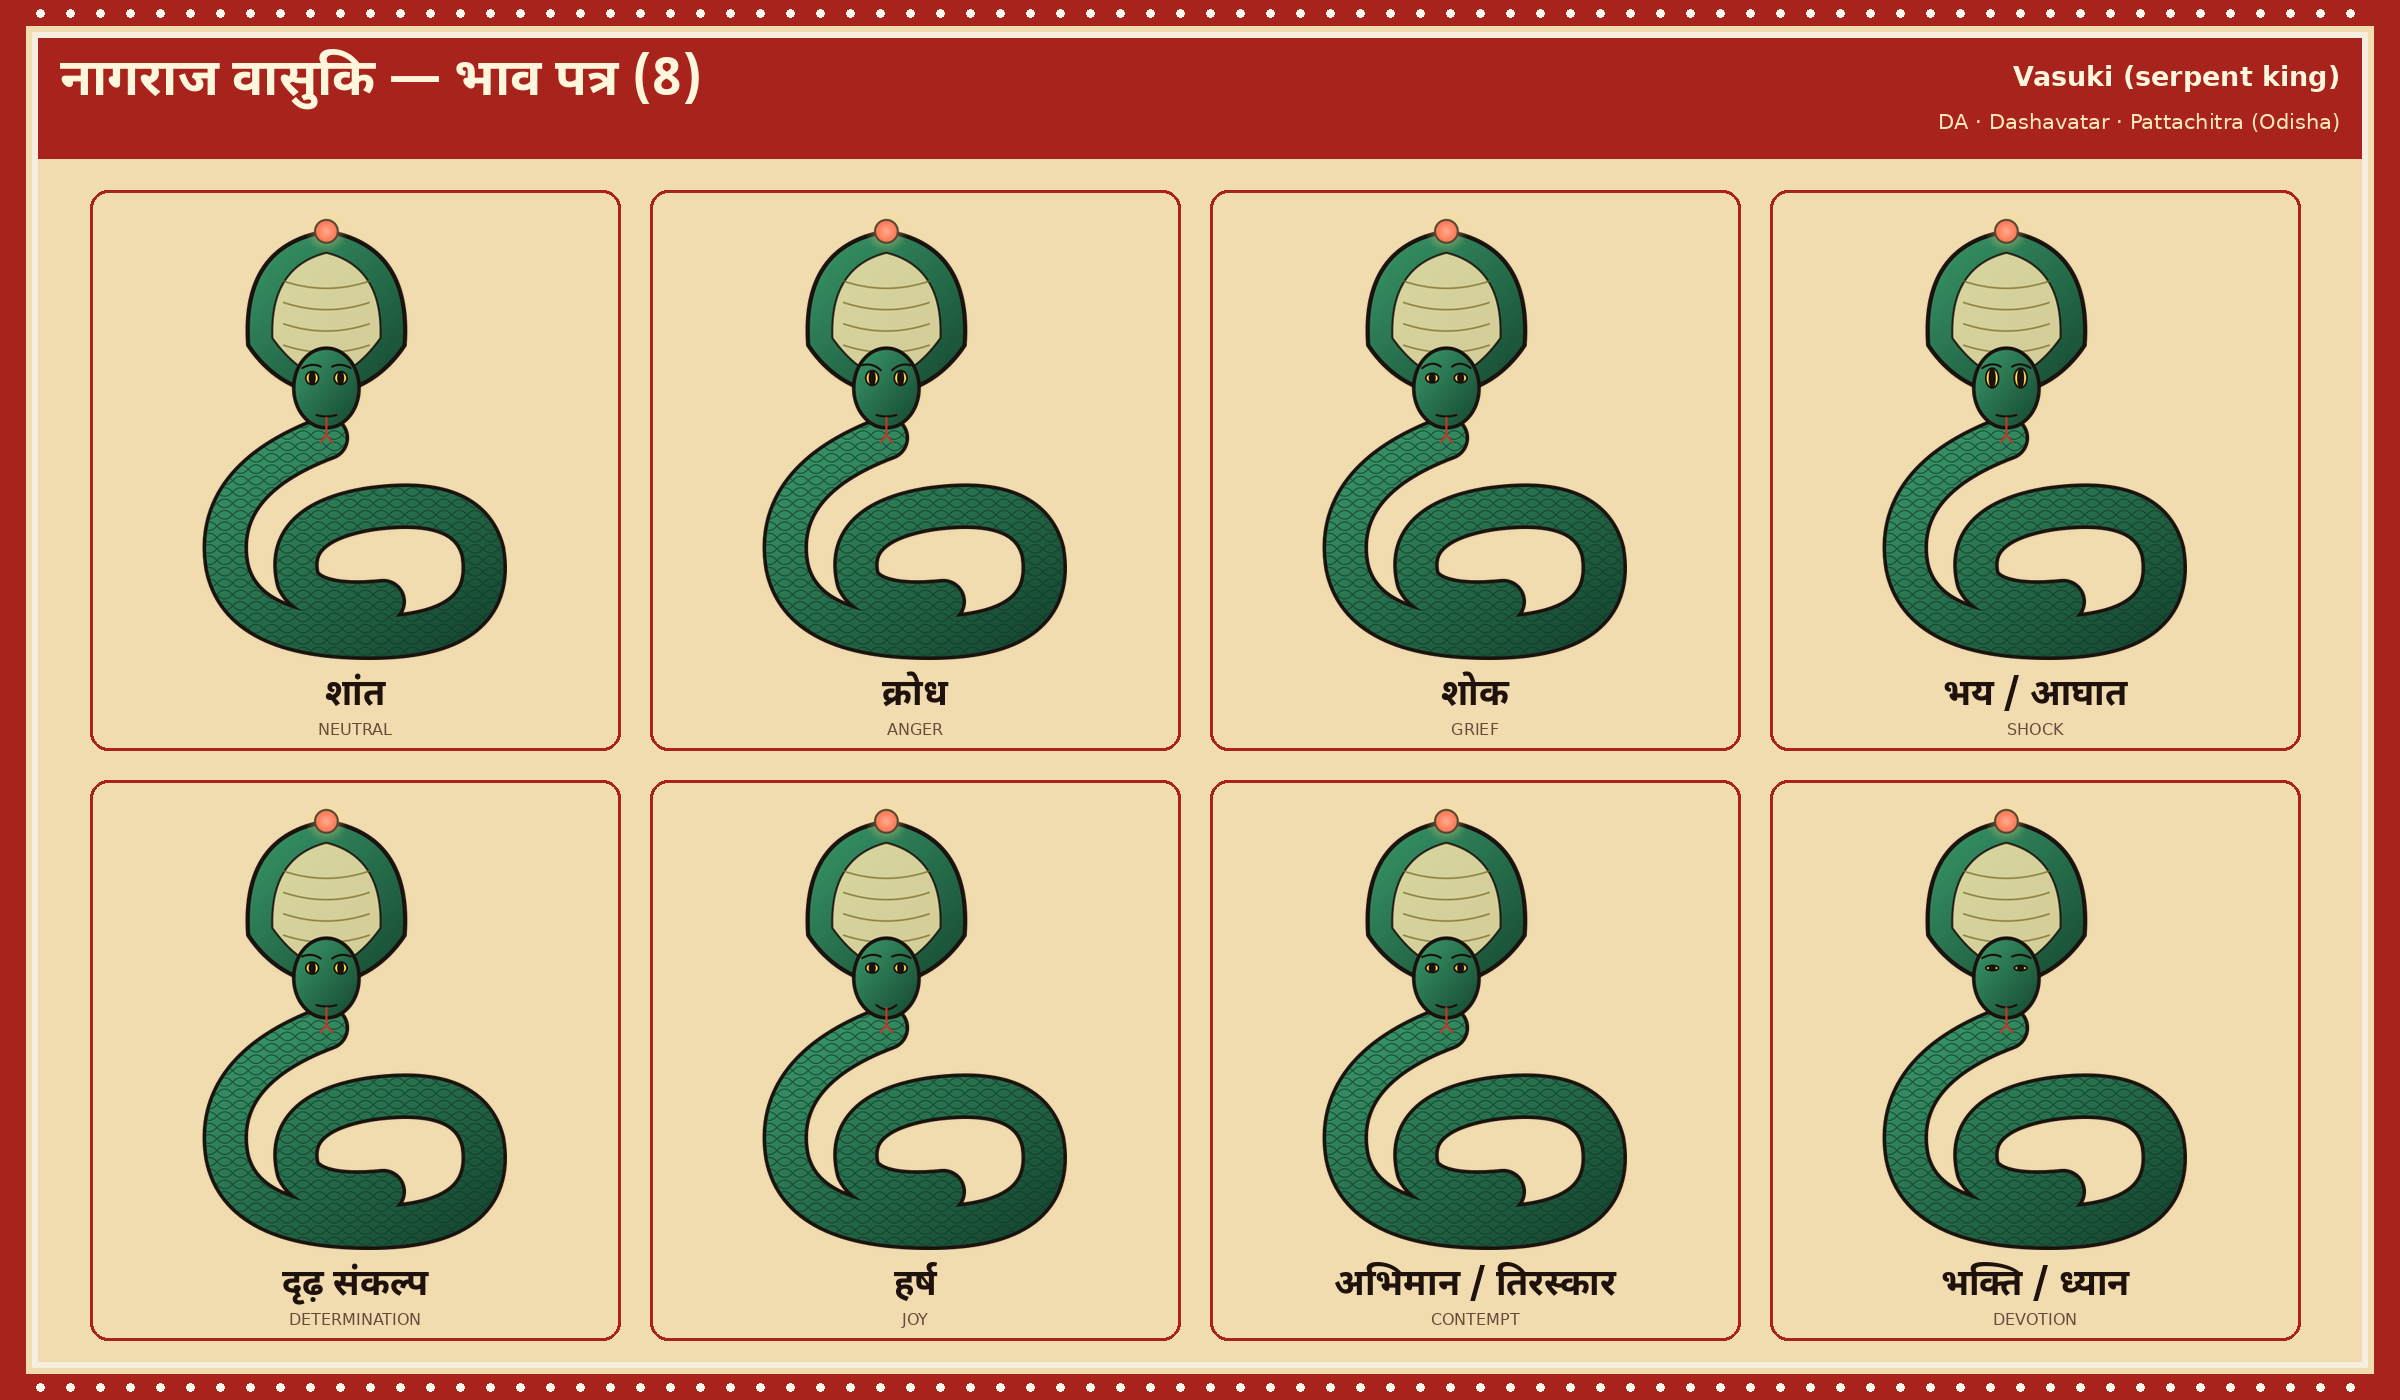 नागराज वासुकि — भाव पत्र (8)
Vasuki (serpent king)
DA · Dashavatar · Pattachitra (Odisha)
शांत
NEUTRAL
क्रोध
ANGER
शोक
GRIEF
भय / आघात
SHOCK
दृढ़ संकल्प
DETERMINATION
हर्ष
JOY
अभिमान / तिरस्कार
CONTEMPT
भक्ति / ध्यान
DEVOTION